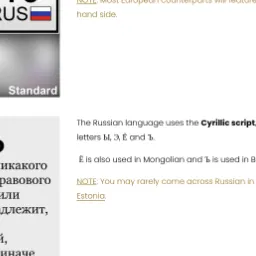 NOTE: Most European counterparts will feature
hand side.
RUS
Standard
The Russian language uses the Cyrillic script,
letters Ы, Э, Ё and Ъ.
Ё is also used in Mongolian and Ъ is used in B
NOTE: You may rarely come across Russian in
Estonia.
никакого
равового
или
длежит,
й,
иначе